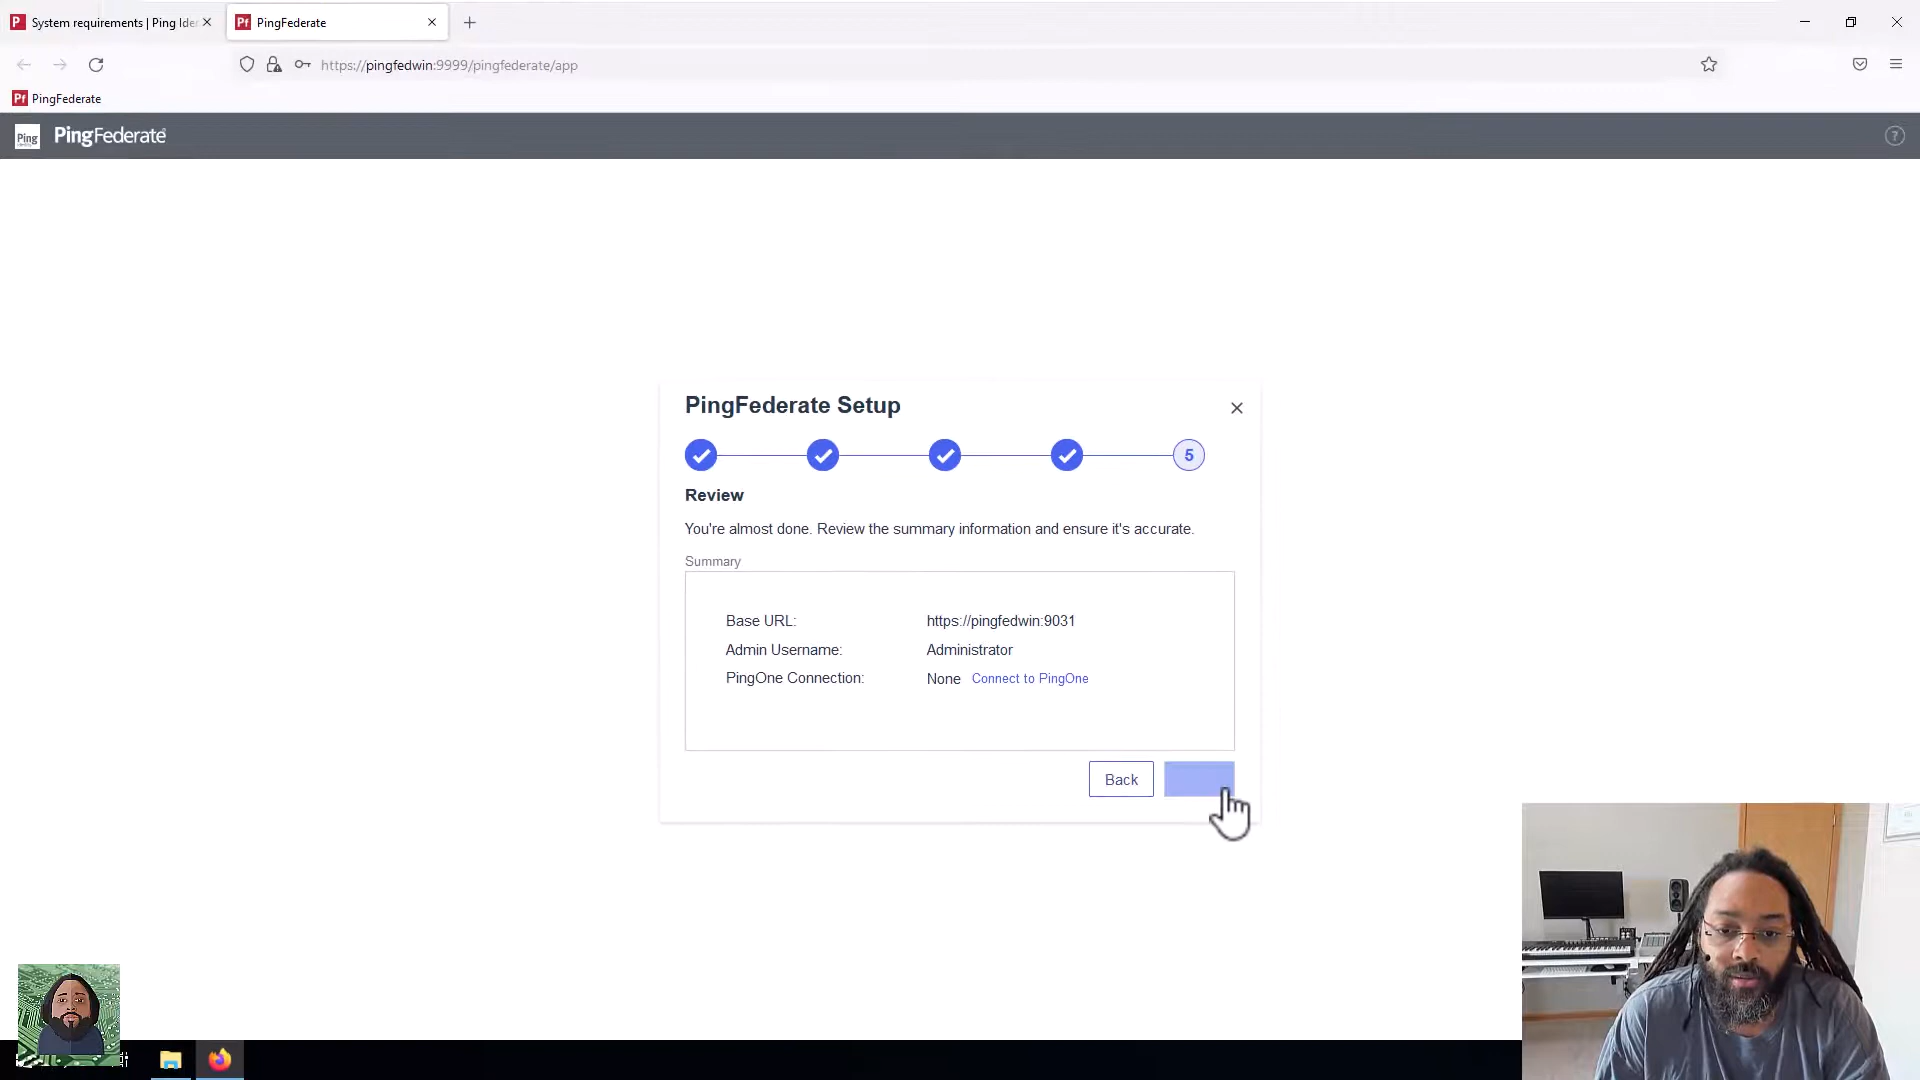 System requirements | Ping Ide
PingFederate
https://pingfedwin:9999/pingfederate/app
PingFederate
Ping
PingFederate
?
PingFederate Setup
5
Review
You're almost done. Review the summary information and ensure it's accurate.
Summary
Base URL: https://pingfedwin:9031
Admin Username: Administrator
PingOne Connection: None Connect to PingOne
Back